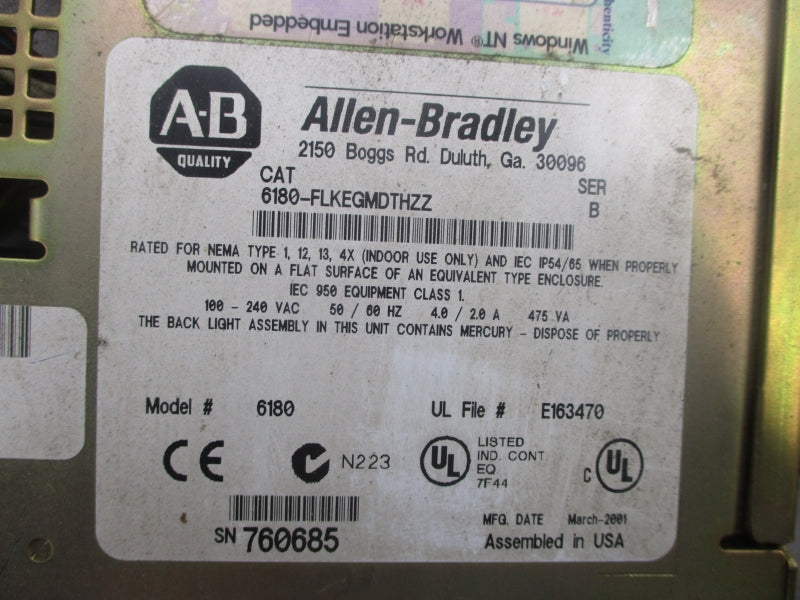 Authenticity
Windows NT® Workstation Embedded
A-B
QUALITY
Allen-Bradley
2150 Boggs Rd. Duluth, Ga. 30096
CAT
SER
6180-FLKEGMDTHZZ
B
RATED FOR NEMA TYPE 1, 12, 13, 4X (INDOOR USE ONLY) AND IEC IP54/65 WHEN PROPERLY
MOUNTED ON A FLAT SURFACE OF AN EQUIVALENT TYPE ENCLOSURE.
IEC 950 EQUIPMENT CLASS 1.
100 - 240 VAC 50 / 60 HZ 4.0 / 2.0 A 475 VA
THE BACK LIGHT ASSEMBLY IN THIS UNIT CONTAINS MERCURY - DISPOSE OF PROPERLY
Model # 6180 UL File # E163470
CE
N223
UL
LISTED
IND. CONT.
EQ
7F44
C UL
MFG. DATE March-2001
SN 760685
Assembled in USA